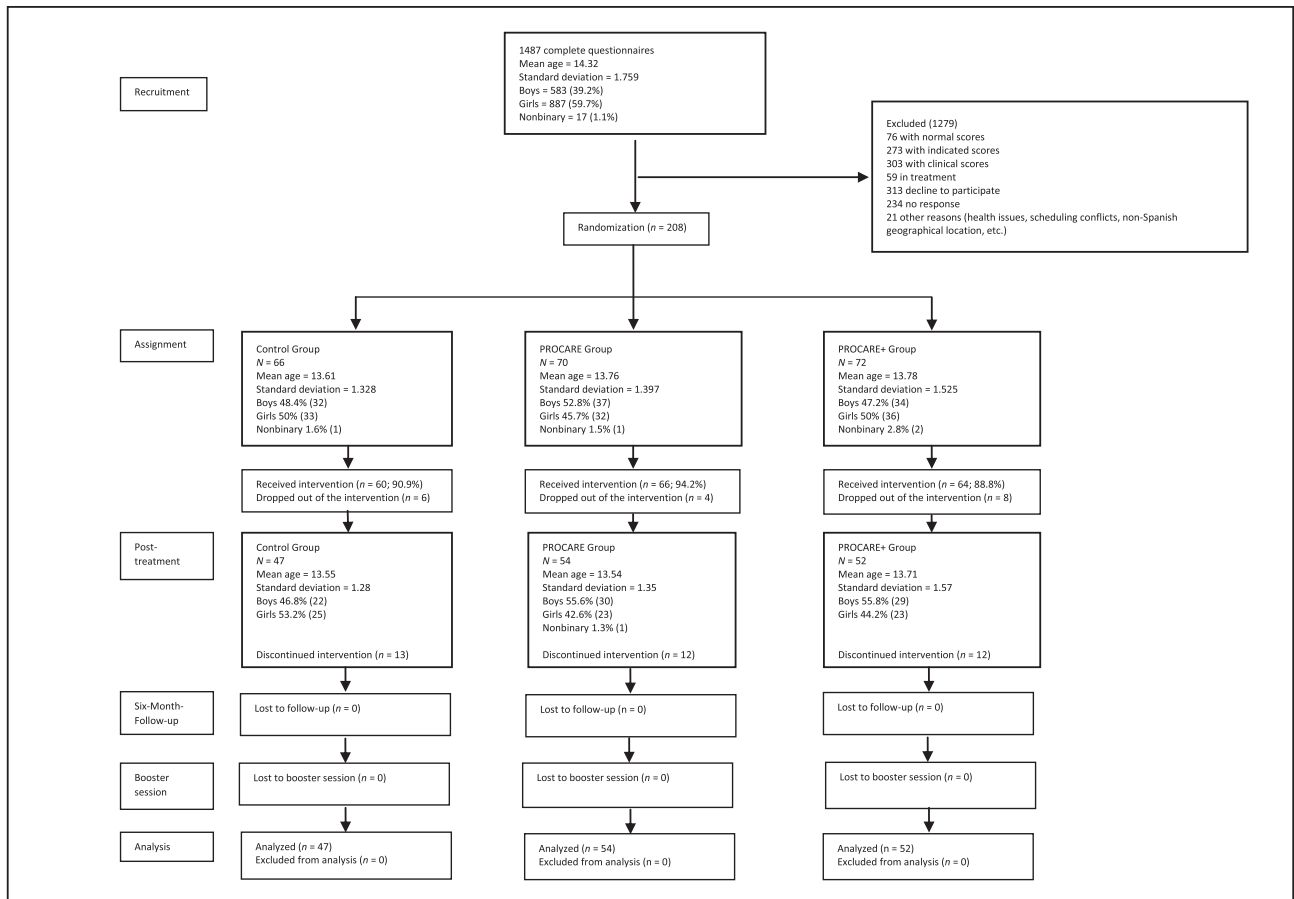 1487 complete questionnaires
Mean age = 14.32
Standard deviation = 1.759
Boys = 583 (39.2%)
Girls = 887 (59.7%)
Nonbinary = 17 (1.1%)
Recruitment
Excluded (1279)
76 with normal scores
273 with indicated scores
303 with clinical scores
59 in treatment
313 decline to participate
234 no response
21 other reasons (health issues, scheduling conflicts, non-Spanish
geographical location, etc.)
Randomization (n = 208)
Assignment
Control Group
N = 66
Mean age = 13.61
Standard deviation = 1.328
Boys 48.4% (32)
Girls 50% (33)
Nonbinary 1.6% (1)
PROCARE Group
N = 70
Mean age = 13.76
Standard deviation = 1.397
Boys 52.8% (37)
Girls 45.7% (32)
Nonbinary 1.5% (1)
PROCARE+ Group
N = 72
Mean age = 13.78
Standard deviation = 1.525
Boys 47.2% (34)
Girls 50% (36)
Nonbinary 2.8% (2)
Received intervention (n = 60; 90.9%)
Dropped out of the intervention (n = 6)
Received intervention (n = 66; 94.2%)
Dropped out of the intervention (n = 4)
Received intervention (n = 64; 88.8%)
Dropped out of the intervention (n = 8)
Post-
treatment
Control Group
N = 47
Mean age = 13.55
Standard deviation = 1.28
Boys 46.8% (22)
Girls 53.2% (25)
Discontinued intervention (n = 13)
PROCARE Group
N = 54
Mean age = 13.54
Standard deviation = 1.35
Boys 55.6% (30)
Girls 42.6% (23)
Nonbinary 1.3% (1)
Discontinued intervention (n = 12)
PROCARE+ Group
N = 52
Mean age = 13.71
Standard deviation = 1.57
Boys 55.8% (29)
Girls 44.2% (23)
Discontinued intervention (n = 12)
Six-Month-
Follow-up
Lost to follow-up (n = 0)
Lost to follow-up (n = 0)
Lost to follow-up (n = 0)
Booster
session
Lost to booster session (n = 0)
Lost to booster session (n = 0)
Lost to booster session (n = 0)
Analysis
Analyzed (n = 47)
Excluded from analysis (n = 0)
Analyzed (n = 54)
Excluded from analysis (n = 0)
Analyzed (n = 52)
Excluded from analysis (n = 0)